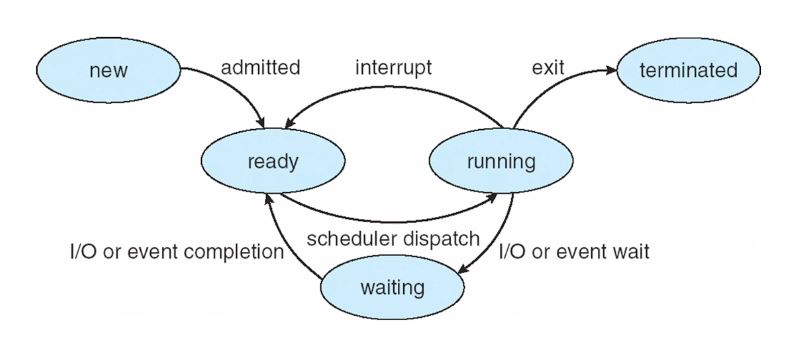 new
admitted
interrupt
exit
terminated
ready
running
I/O or event completion
scheduler dispatch
I/O or event wait
waiting